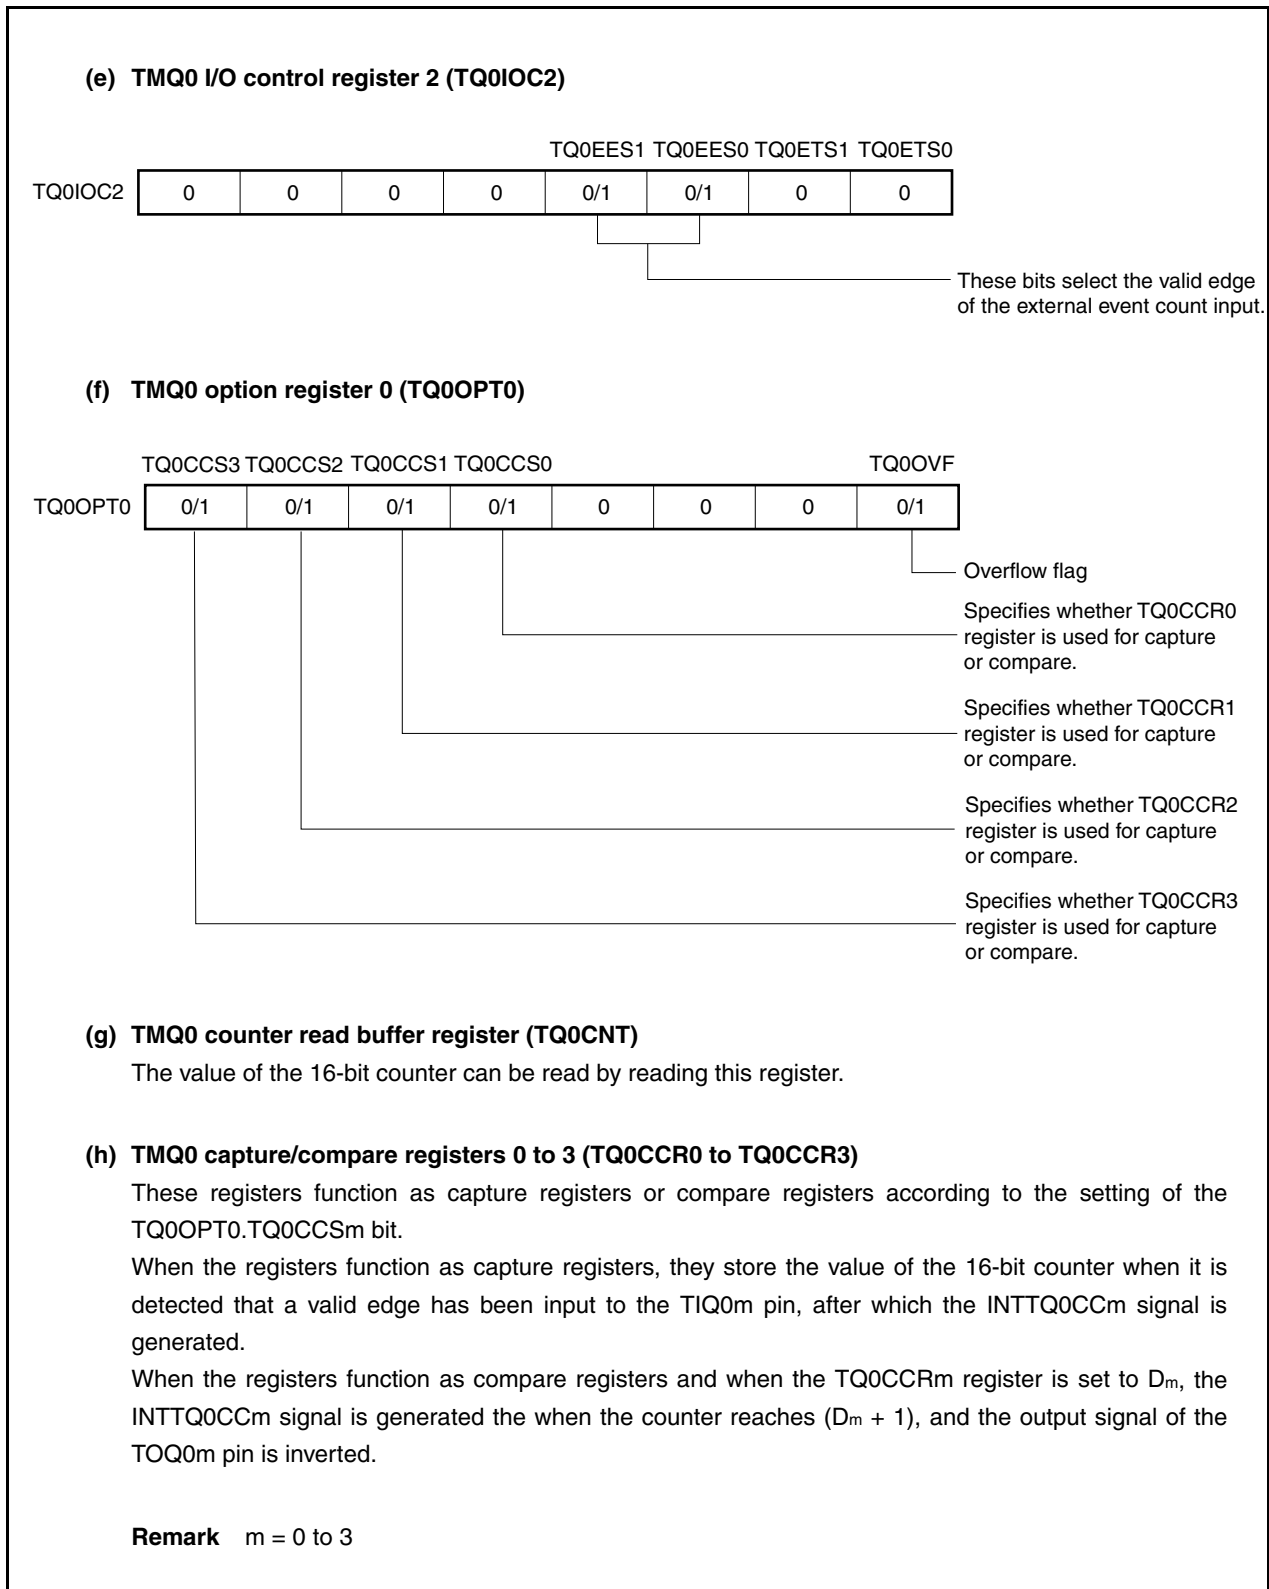 (e) TMQ0 I/O control register 2 (TQ0IOC2)
TQ0EES1 TQ0EES0 TQ0ETS1 TQ0ETS0
TQ0IOC2 0 0 0 0 0/1 0/1 0 0
These bits select the valid edge
of the external event count input.
(f) TMQ0 option register 0 (TQ0OPT0)
TQ0CCS3 TQ0CCS2 TQ0CCS1 TQ0CCS0 TQ0OVF
TQ0OPT0 0/1 0/1 0/1 0/1 0 0 0 0/1
Overflow flag
Specifies whether TQ0CCR0
register is used for capture
or compare.
Specifies whether TQ0CCR1
register is used for capture
or compare.
Specifies whether TQ0CCR2
register is used for capture
or compare.
Specifies whether TQ0CCR3
register is used for capture
or compare.
(g) TMQ0 counter read buffer register (TQ0CNT)
The value of the 16-bit counter can be read by reading this register.
(h) TMQ0 capture/compare registers 0 to 3 (TQ0CCR0 to TQ0CCR3)
These registers function as capture registers or compare registers according to the setting of the
TQ0OPT0.TQ0CCSm bit.
When the registers function as capture registers, they store the value of the 16-bit counter when it is
detected that a valid edge has been input to the TIQ0m pin, after which the INTTQ0CCm signal is
generated.
When the registers function as compare registers and when the TQ0CCRm register is set to Dm, the
INTTQ0CCm signal is generated the when the counter reaches (Dm + 1), and the output signal of the
TOQ0m pin is inverted.
Remark m = 0 to 3